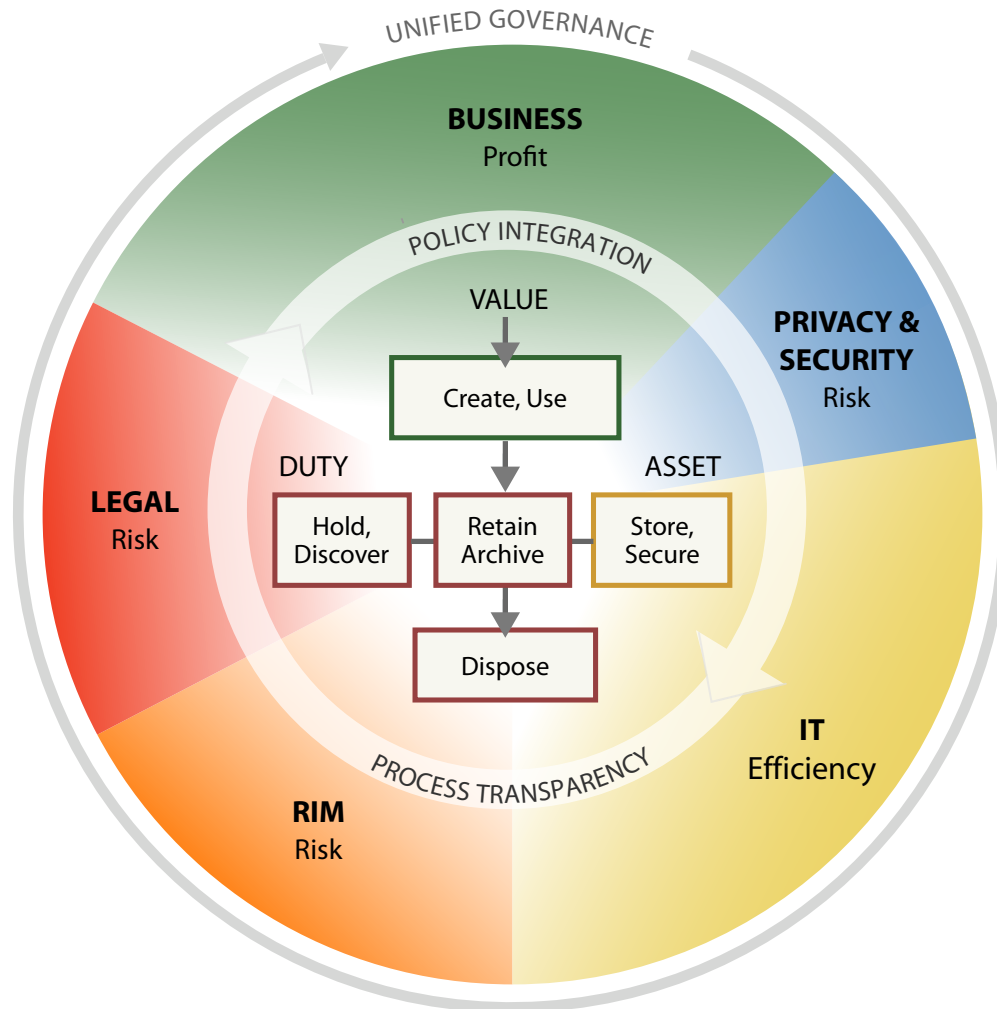 UNIFIED GOVERNANCE
BUSINESS
Profit
POLICY INTEGRATION
VALUE
PRIVACY &
SECURITY
Risk
Create, Use
DUTY
ASSET
LEGAL
Risk
Hold,
Discover
Retain
Archive
Store,
Secure
Dispose
IT
Efficiency
PROCESS TRANSPARENCY
RIM
Risk